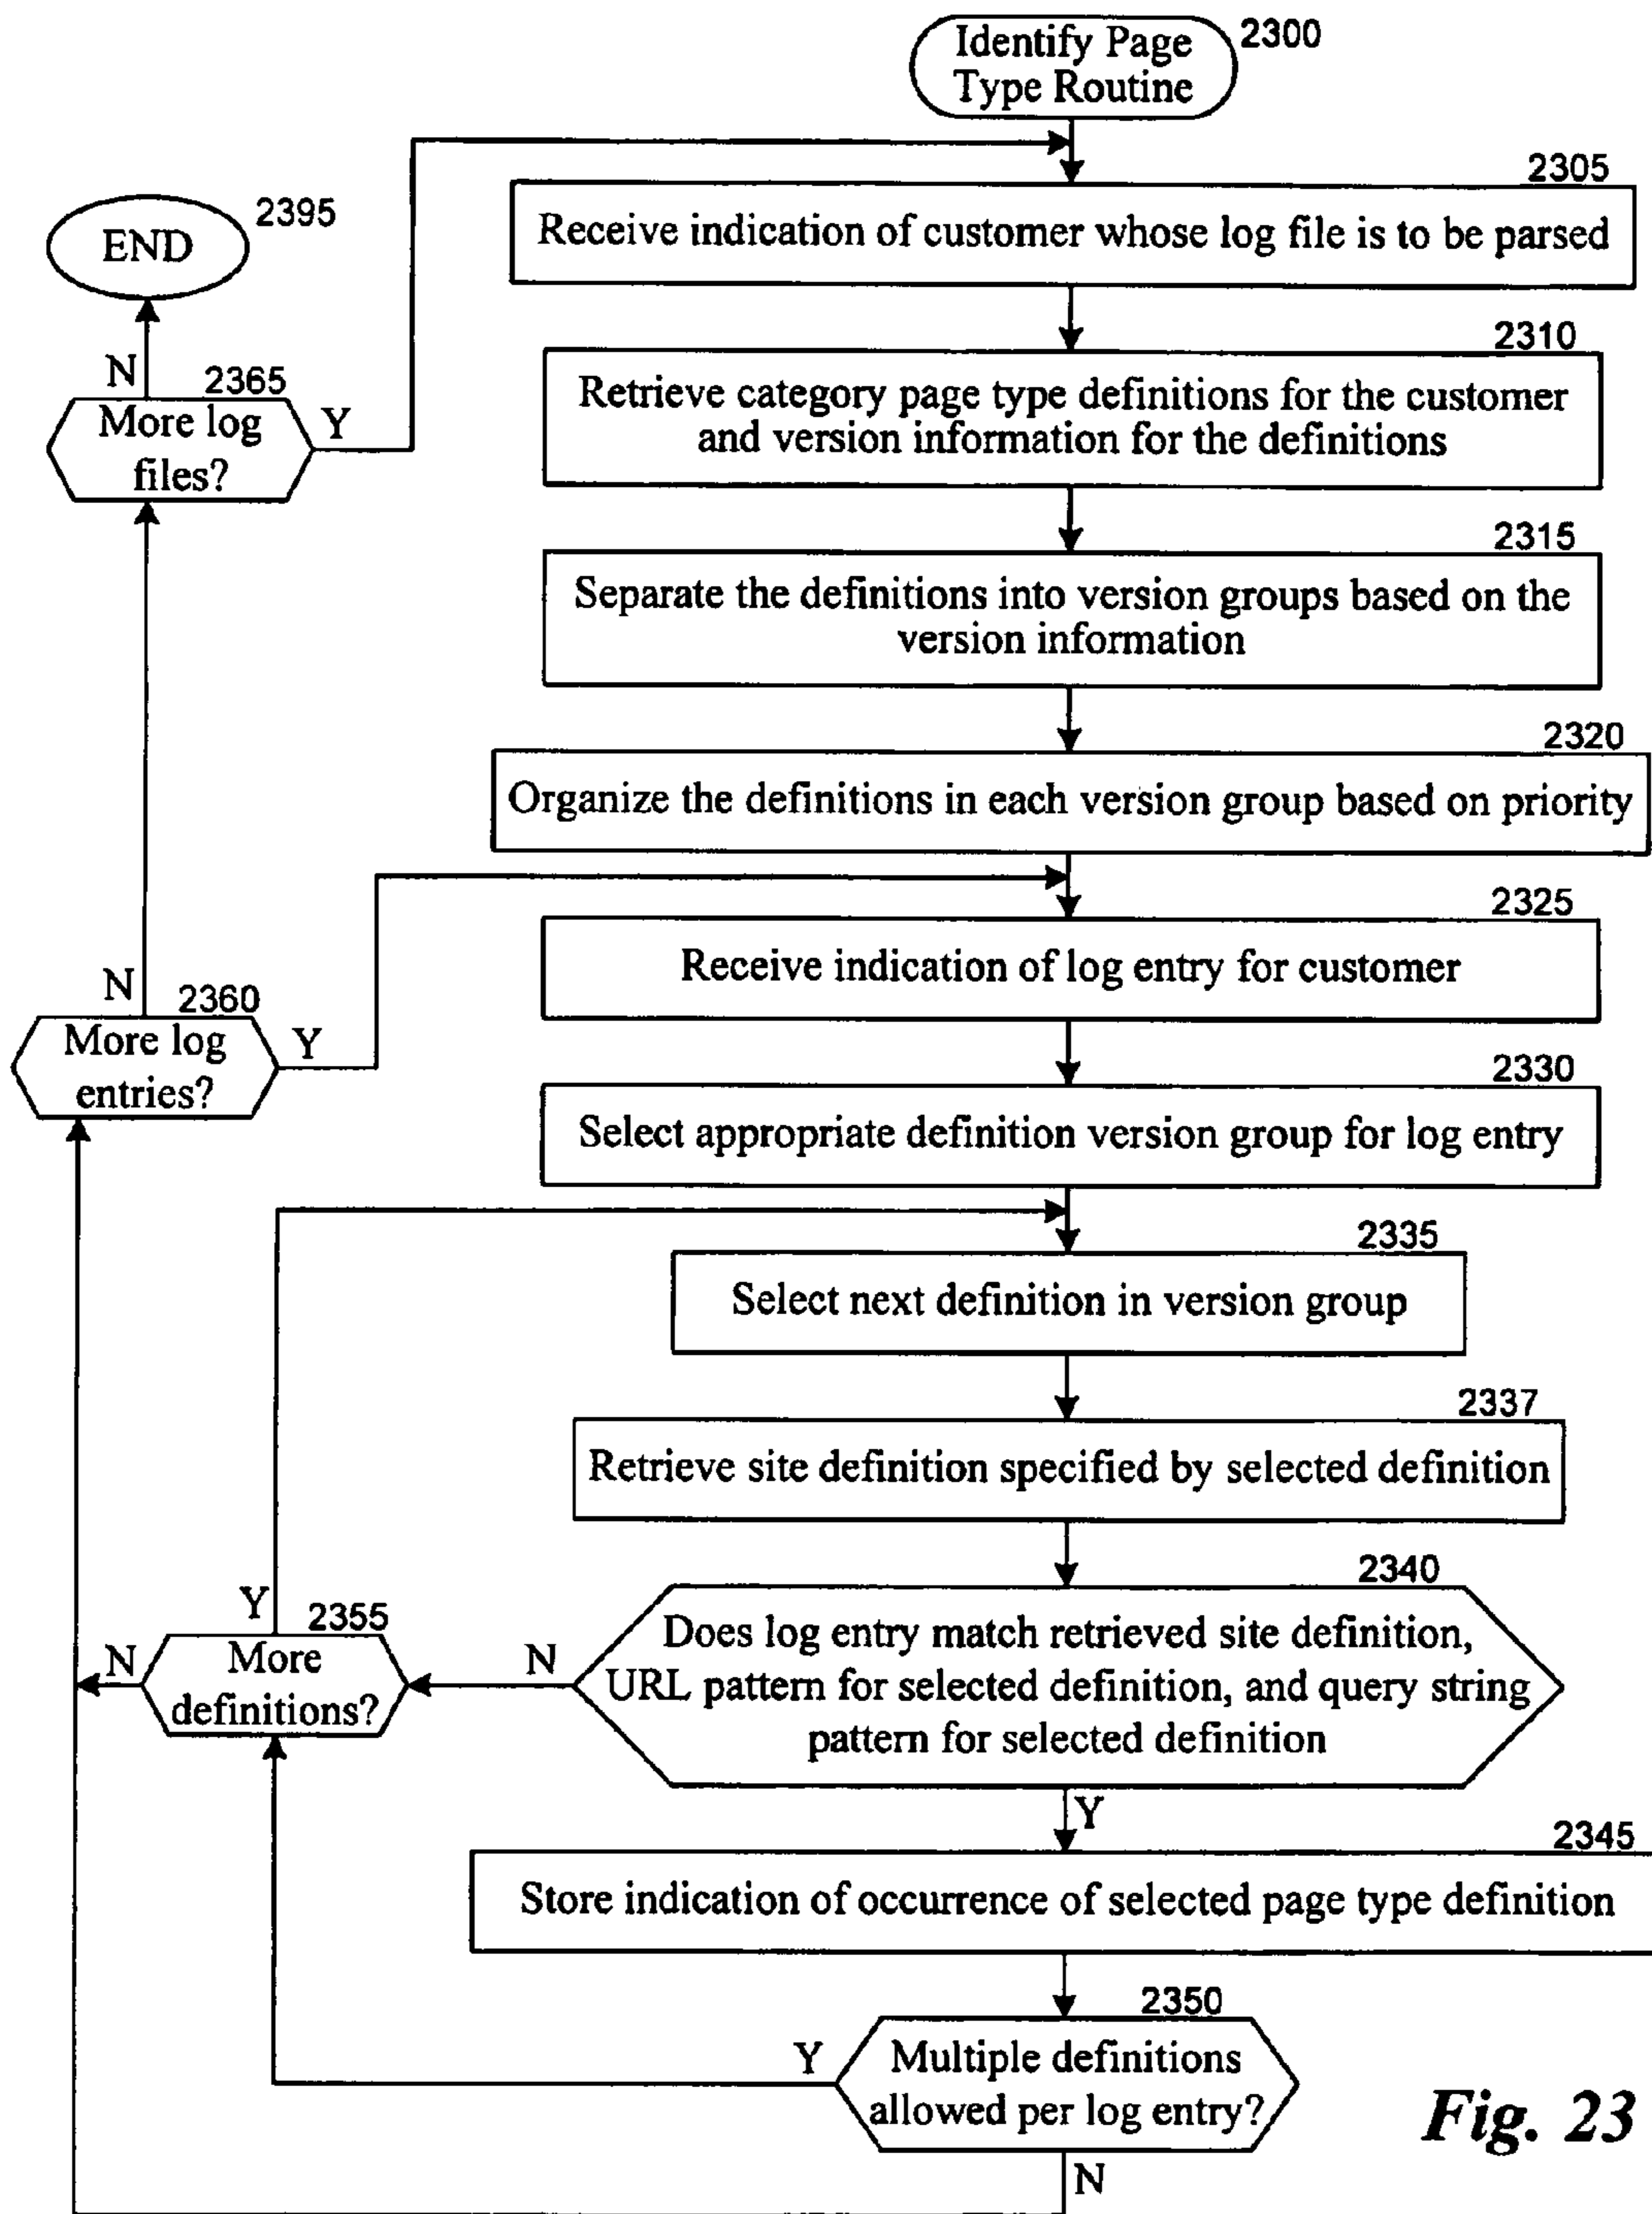 Identify Page
Type Routine
2300
2305
Receive indication of customer whose log file is to be parsed
2395
END
2310
Retrieve category page type definitions for the customer
and version information for the definitions
N
2365
More log
files?
Y
2315
Separate the definitions into version groups based on the
version information
2320
Organize the definitions in each version group based on priority
2325
Receive indication of log entry for customer
N
2360
More log
entries?
Y
2330
Select appropriate definition version group for log entry
2335
Select next definition in version group
2337
Retrieve site definition specified by selected definition
2340
Does log entry match retrieved site definition,
URL pattern for selected definition, and query string
pattern for selected definition
N
Y
2355
More
definitions?
N
Y
2345
Store indication of occurrence of selected page type definition
2350
Multiple definitions
allowed per log entry?
Y
N
Fig. 23